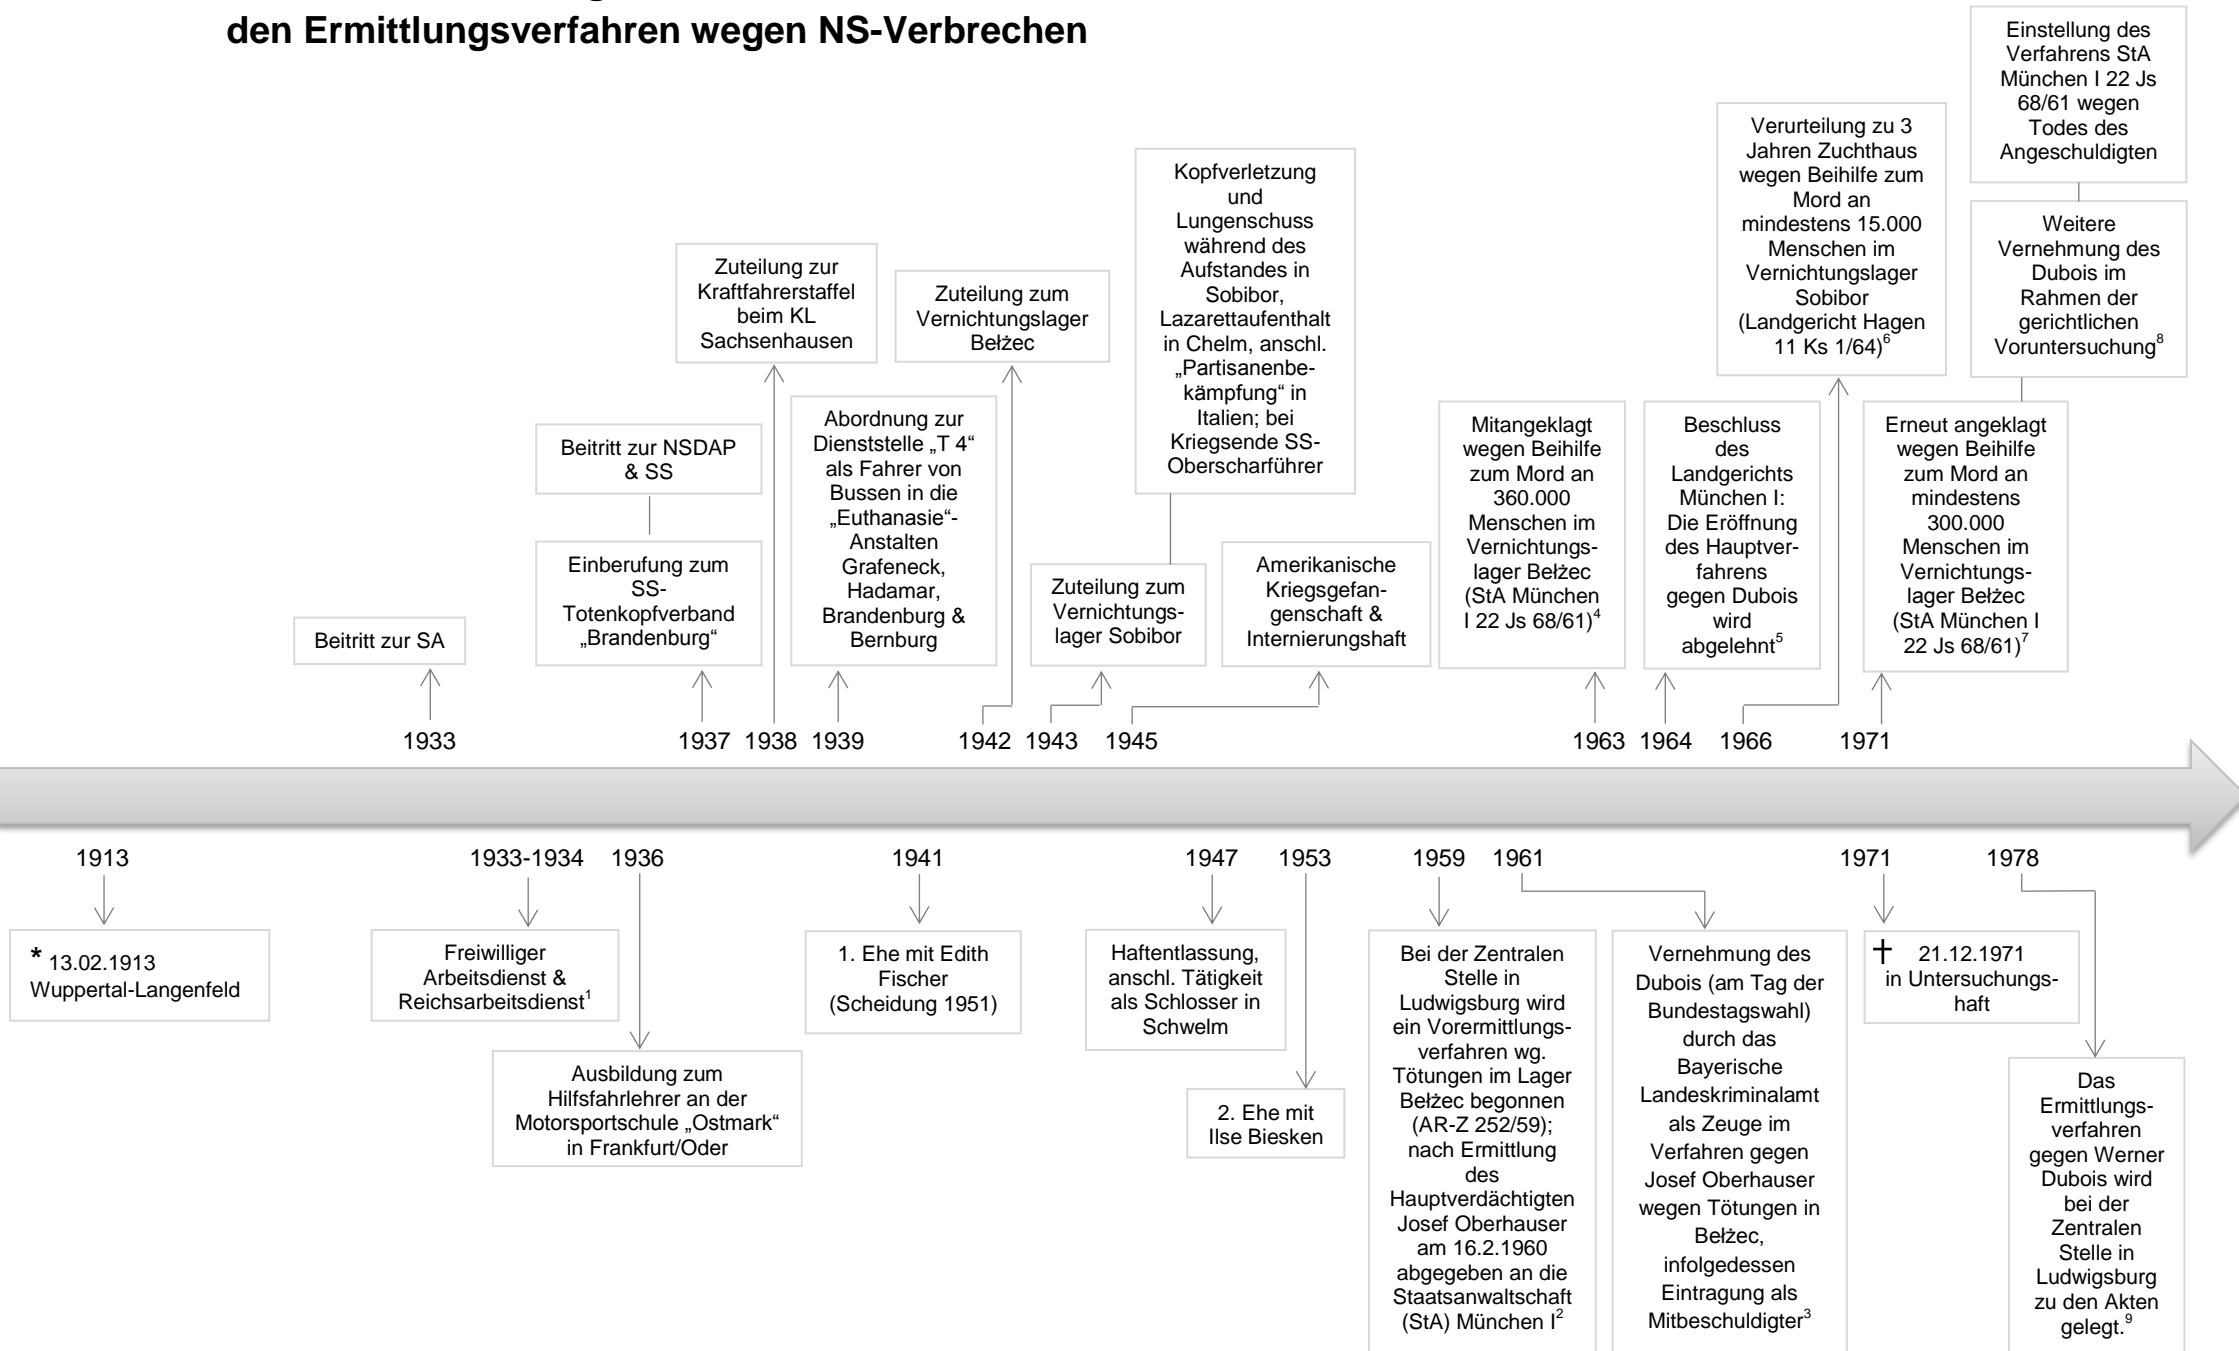 den Ermittlungsverfahren wegen NS-Verbrechen
Einstellung des
Verfahrens StA
München I 22 Js
68/61 wegen
Todes des
Angeschuldigten
Verurteilung zu 3
Jahren Zuchthaus
wegen Beihilfe zum
Mord an
mindestens 15.000
Menschen im
Vernichtungslager
Sobibor
(Landgericht Hagen
11 Ks 1/64)6
Kopfverletzung
und
Lungenschuss
während des
Aufstandes in
Sobibor,
Lazarettaufenthalt
in Chelm, anschl.
„Partisanenbe-
kämpfung“ in
Italien; bei
Kriegsende SS-
Oberscharführer
Weitere
Vernehmung des
Dubois im
Rahmen der
gerichtlichen
Voruntersuchung8
Zuteilung zur
Kraftfahrerstaffel
beim KL
Sachsenhausen
Zuteilung zum
Vernichtungslager
Bełżec
Beitritt zur NSDAP
& SS
Abordnung zur
Dienststelle „T 4“
als Fahrer von
Bussen in die
„Euthanasie“-
Anstalten
Grafeneck,
Hadamar,
Brandenburg &
Bernburg
Mitangeklagt
wegen Beihilfe
zum Mord an
360.000
Menschen im
Vernichtungs-
lager Bełżec
(StA München
I 22 Js 68/61)4
Beschluss
des
Landgerichts
München I:
Die Eröffnung
des Hauptver-
fahrens
gegen Dubois
wird
abgelehnt5
Erneut angeklagt
wegen Beihilfe
zum Mord an
mindestens
300.000
Menschen im
Vernichtungs-
lager Bełżec
(StA München I
22 Js 68/61)7
Beitritt zur SA
Einberufung zum
SS-
Totenkopfverband
„Brandenburg“
Zuteilung zum
Vernichtungs-
lager Sobibor
Amerikanische
Kriegsgefan-
genschaft &
Internierungshaft
1933
1937
1938
1939
1942
1943
1945
1963
1964
1966
1971
1913
1933-1934
1936
1941
1947
1953
1959
1961
1971
1978
* 13.02.1913
Wuppertal-Langenfeld
Freiwilliger
Arbeitsdienst &
Reichsarbeitsdienst1
Ausbildung zum
Hilfsfahrlehrer an der
Motorsportschule „Ostmark“
in Frankfurt/Oder
1. Ehe mit Edith
Fischer
(Scheidung 1951)
Haftentlassung,
anschl. Tätigkeit
als Schlosser in
Schwelm
2. Ehe mit
Ilse Biesken
Bei der Zentralen
Stelle in
Ludwigsburg wird
ein Vorermittlungs-
verfahren wg.
Tötungen im Lager
Bełżec begonnen
(AR-Z 252/59);
nach Ermittlung
des
Hauptverdächtigten
Josef Oberhauser
am 16.2.1960
abgegeben an die
Staatsanwaltschaft
(StA) München I2
Vernehmung des
Dubois (am Tag der
Bundestagswahl)
durch das
Bayerische
Landeskriminalamt
als Zeuge im
Verfahren gegen
Josef Oberhauser
wegen Tötungen in
Bełżec,
infolgedessen
Eintragung als
Mitbeschuldigter3
† 21.12.1971
in Untersuchungs-
haft
Das
Ermittlungs-
verfahren
gegen Werner
Dubois wird
bei der
Zentralen
Stelle in
Ludwigsburg
zu den Akten
gelegt.9